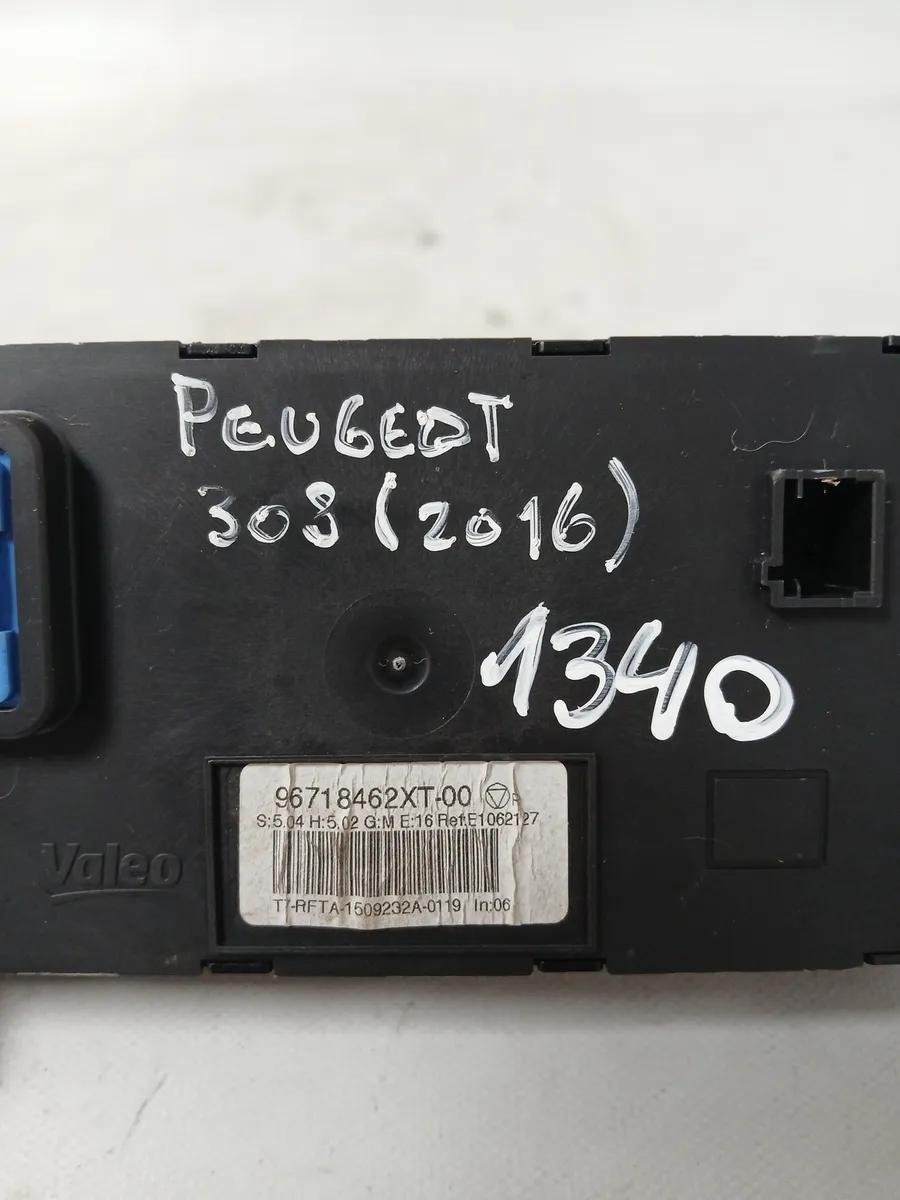 PEUGEOT
308 (2016)
1340
96718462XT-00 P
S:5.04 H:5.02 G:M E:16 Ref:E1062127
Valeo
T7-RFTA-1509232A-0119 In:06